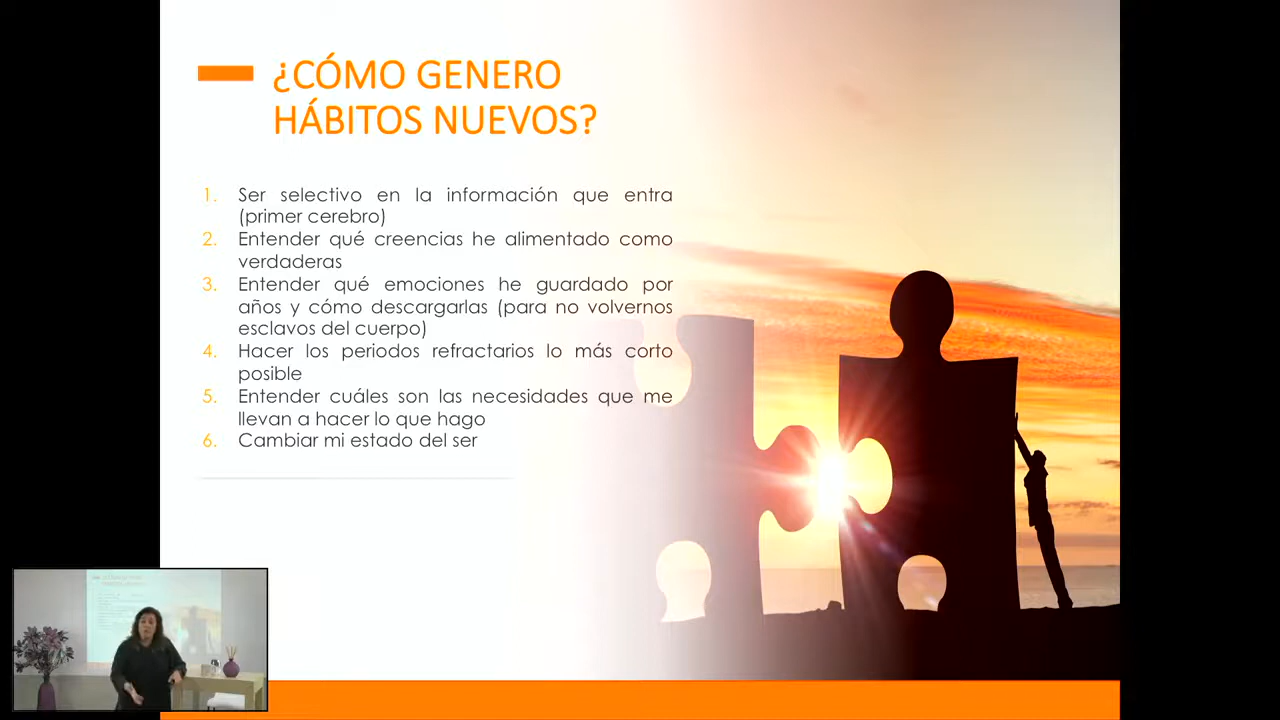 ¿CÓMO GENERO
HÁBITOS NUEVOS?
1. Ser selectivo en la información que entra
(primer cerebro)
2. Entender qué creencias he alimentado como
verdaderas
3. Entender qué emociones he guardado por
años y cómo descargarlas (para no volvernos
esclavos del cuerpo)
4. Hacer los periodos refractarios lo más corto
posible
5. Entender cuáles son las necesidades que me
llevan a hacer lo que hago
6. Cambiar mi estado del ser